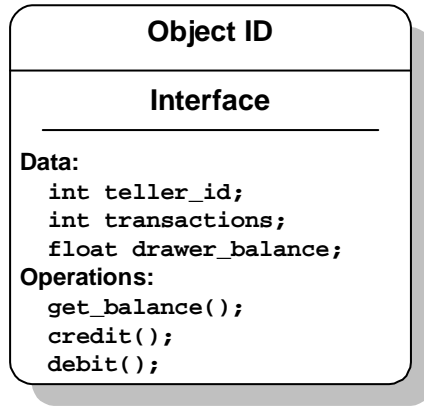 Object ID
Interface
Data:
int teller_id;
int transactions;
float drawer_balance;
Operations:
get_balance();
credit();
debit();